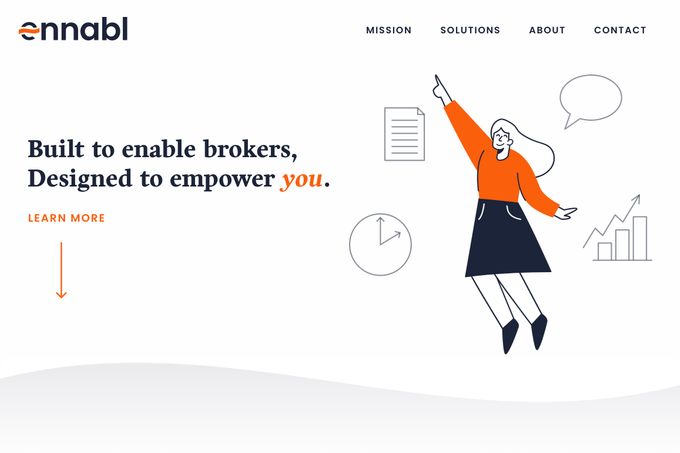 ennabl
MISSION SOLUTIONS ABOUT CONTACT
Built to enable brokers,
Designed to empower you.
LEARN MORE